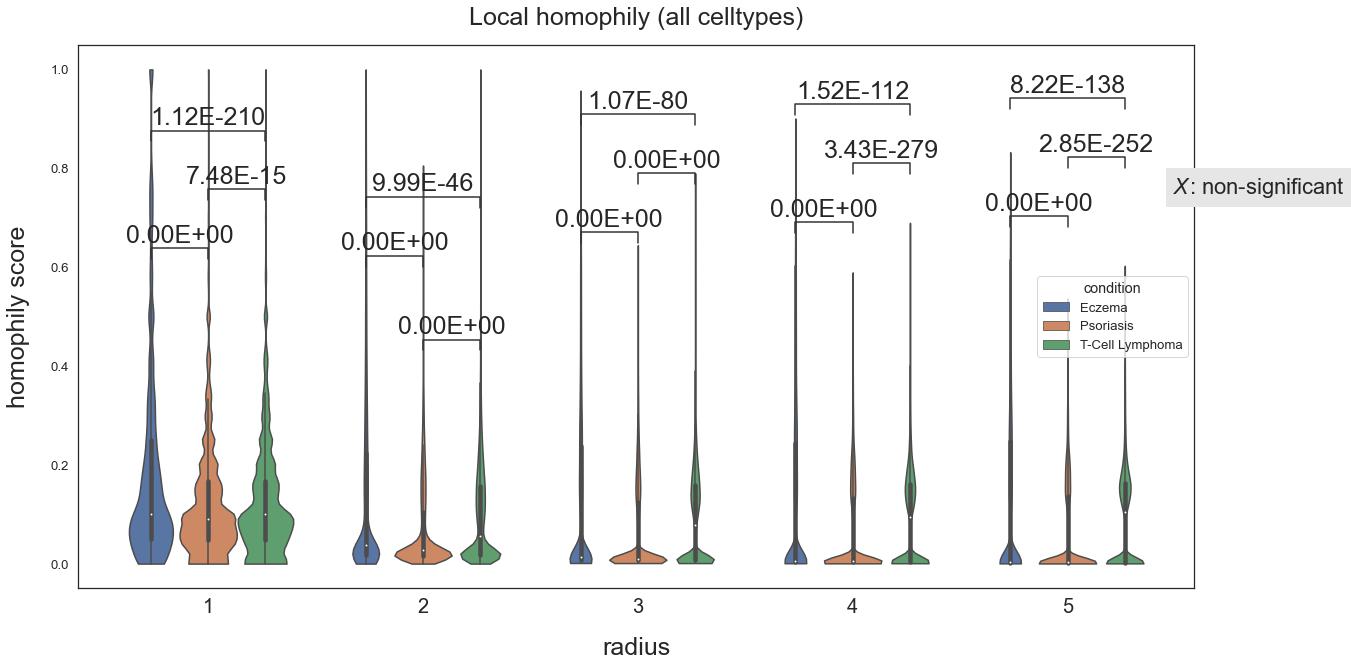 Local homophily (all celltypes)
homophily score
1.0
0.8
0.6
0.4
0.2
0.0
1.12E-210
7.48E-15
0.00E+00
9.99E-46
0.00E+00
0.00E+00
1.07E-80
0.00E+00
0.00E+00
1.52E-112
3.43E-279
0.00E+00
8.22E-138
2.85E-252
0.00E+00
X: non-significant
condition
Eczema
Psoriasis
T-Cell Lymphoma
1 2 3 4 5
radius